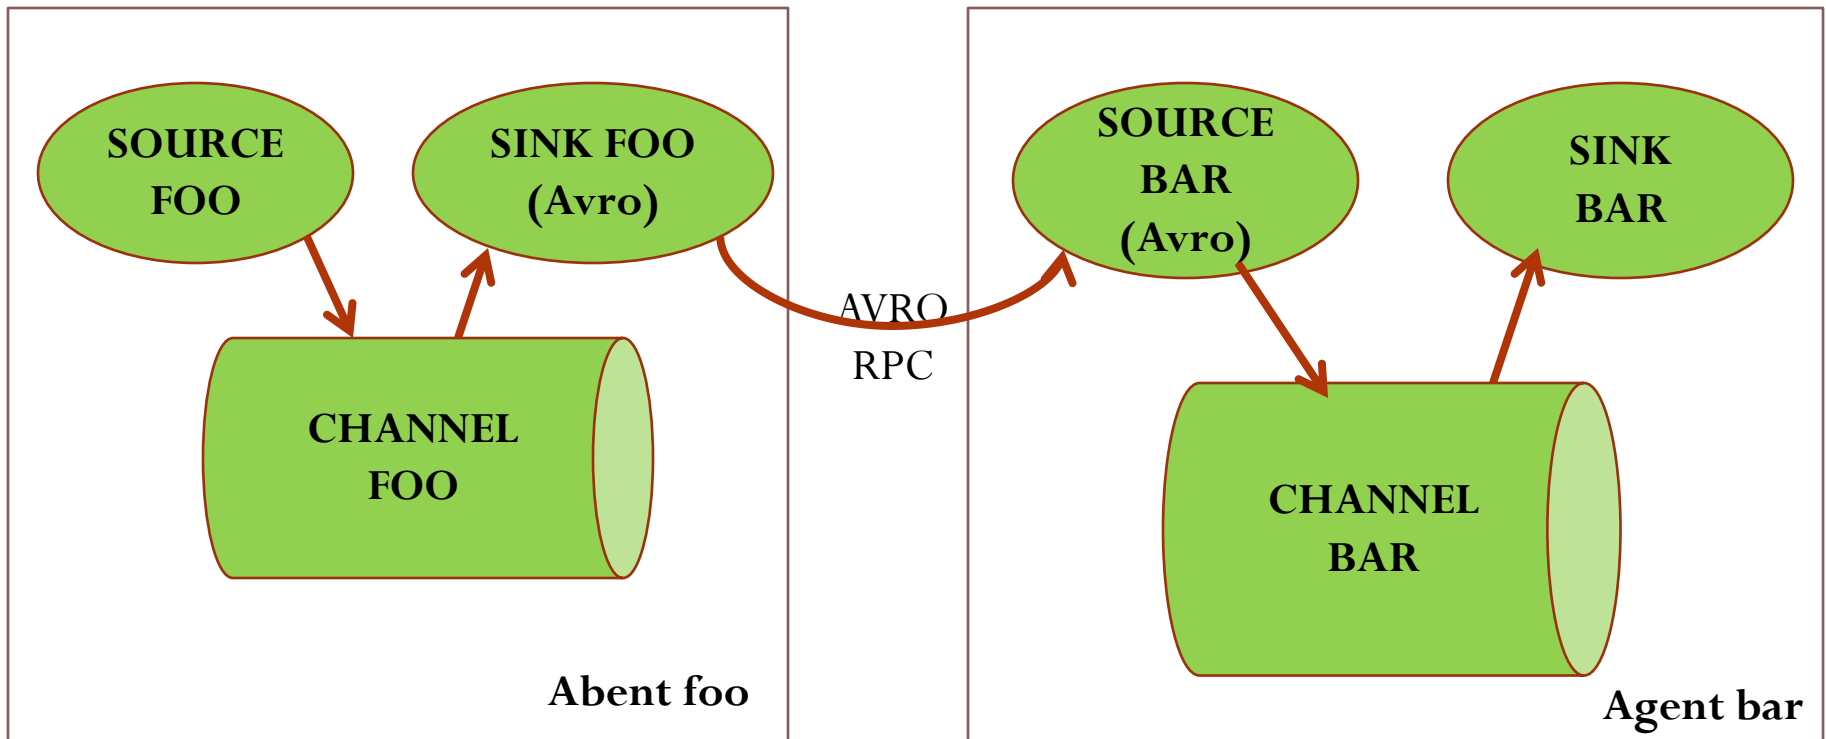 SOURCE
FOO
SINK FOO
(Avro)
CHANNEL
FOO
Abent foo
AVRO
RPC
SOURCE
BAR
(Avro)
SINK
BAR
CHANNEL
BAR
Agent bar